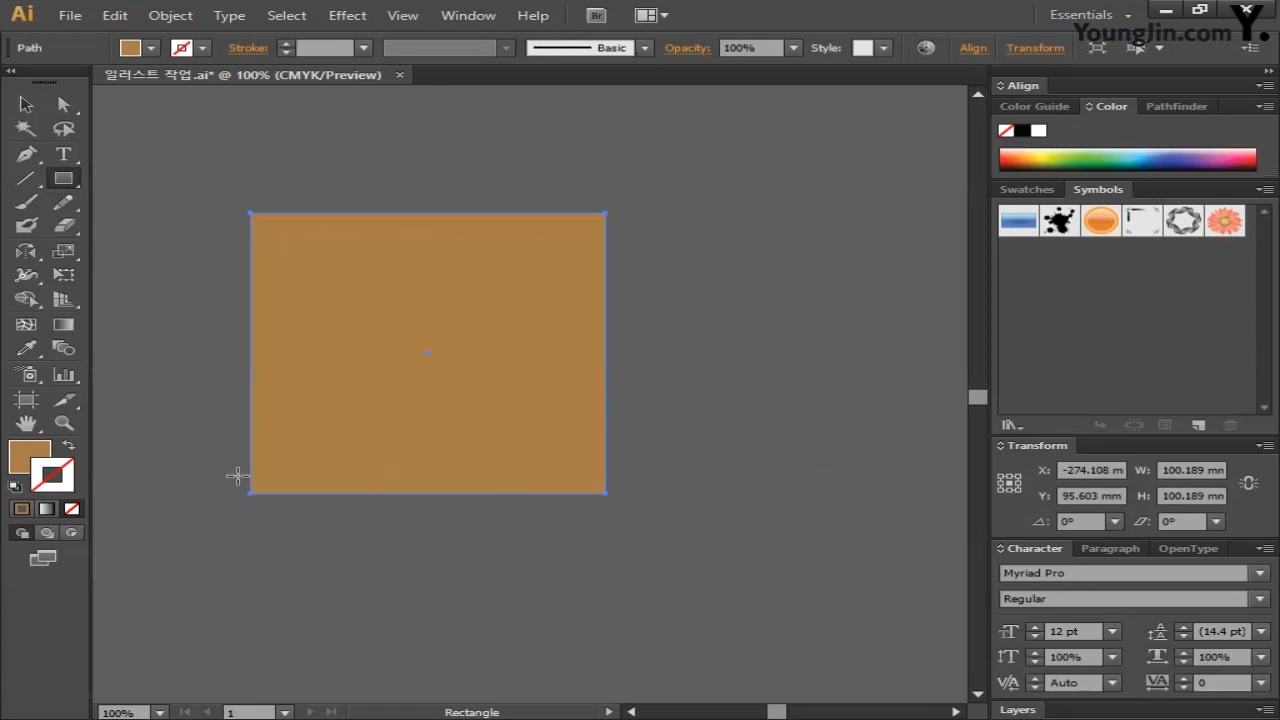 Ai File Edit Object Type Select Effect View Window Help Br Essentials
YoungJin.com Y.
Path Stroke: Basic Opacity: 100% Style: Align Transform
일러스트 작업.ai* @ 100% (CMYK/Preview) ×
Align
Color Guide Color Pathfinder
Swatches Symbols
Transform
X: -274.108 m W: 100.189 mn
Y: 95.603 mm H: 100.189 mn
0° 0°
Character Paragraph OpenType
Myriad Pro
Regular
12 pt (14.4 pt)
100% 100%
Auto 0
Layers
100% 1 Rectangle